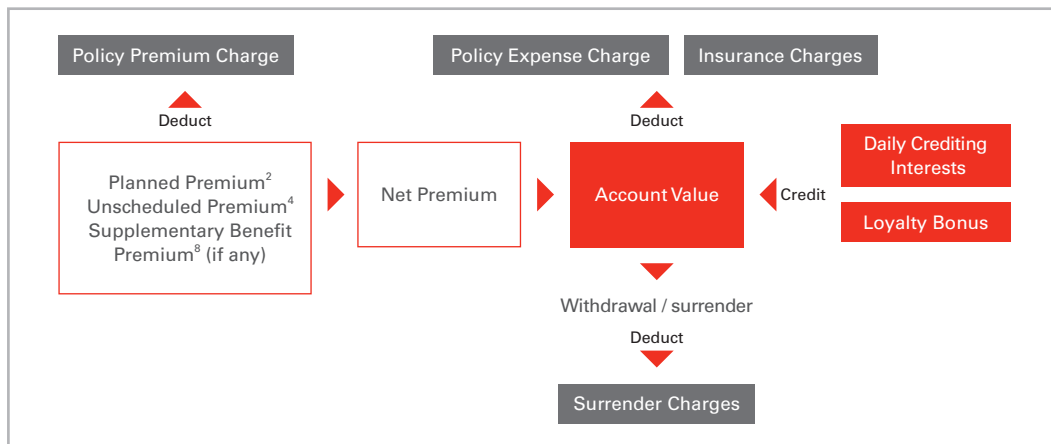 Policy Premium Charge
Policy Expense Charge
Insurance Charges
Deduct
Deduct
Planned Premium²
Unscheduled Premium⁴
Supplementary Benefit
Premium⁸ (if any)
Net Premium
Account Value
Credit
Daily Crediting
Interests
Loyalty Bonus
Withdrawal / surrender
Deduct
Surrender Charges